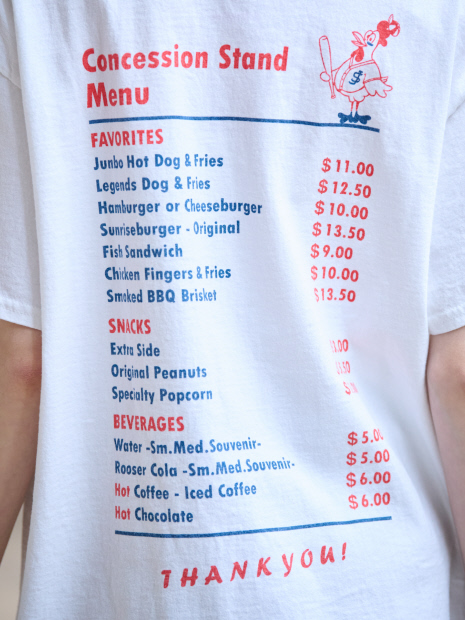 Concession Stand
Menu
FAVORITES
Junbo Hot Dog & Fries $11.00
Legends Dog & Fries $12.50
Hamburger or Cheeseburger $10.00
Sunriseburger - Original $13.50
Fish Sandwich $9.00
Chicken Fingers & Fries $10.00
Smoked BBQ Brisket $13.50
SNACKS
Extra Side
Original Peanuts
Specialty Popcorn
BEVERAGES
Water -Sm.Med.Souvenir- $5.00
Rooser Cola -Sm.Med.Souvenir- $5.00
Hot Coffee - Iced Coffee $6.00
Hot Chocolate $6.00
THANK YOU!